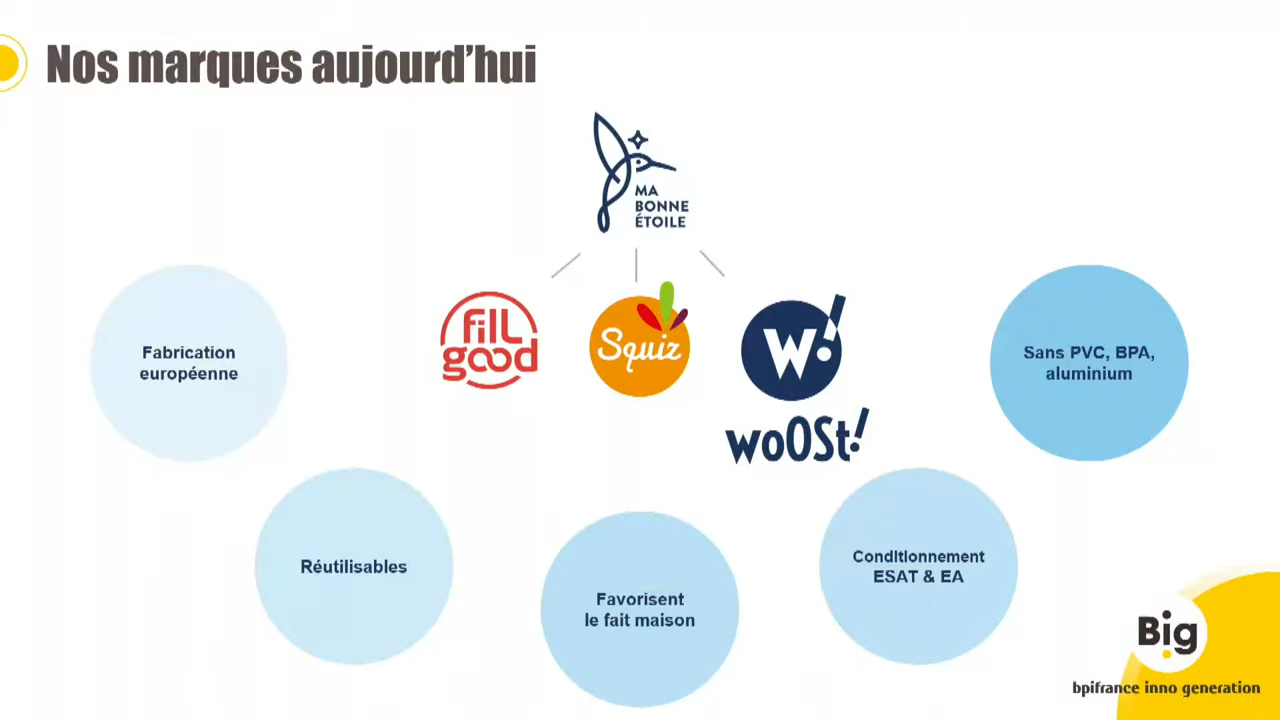 Nos marques aujourd'hui
MA
BONNE
ÉTOILE
fiLL
good
Squiz
W!
woOSt!
Fabrication
européenne
Sans PVC, BPA,
aluminium
Réutilisables
Favorisent
le fait maison
Conditionnement
ESAT & EA
Big
bpifrance inno generation